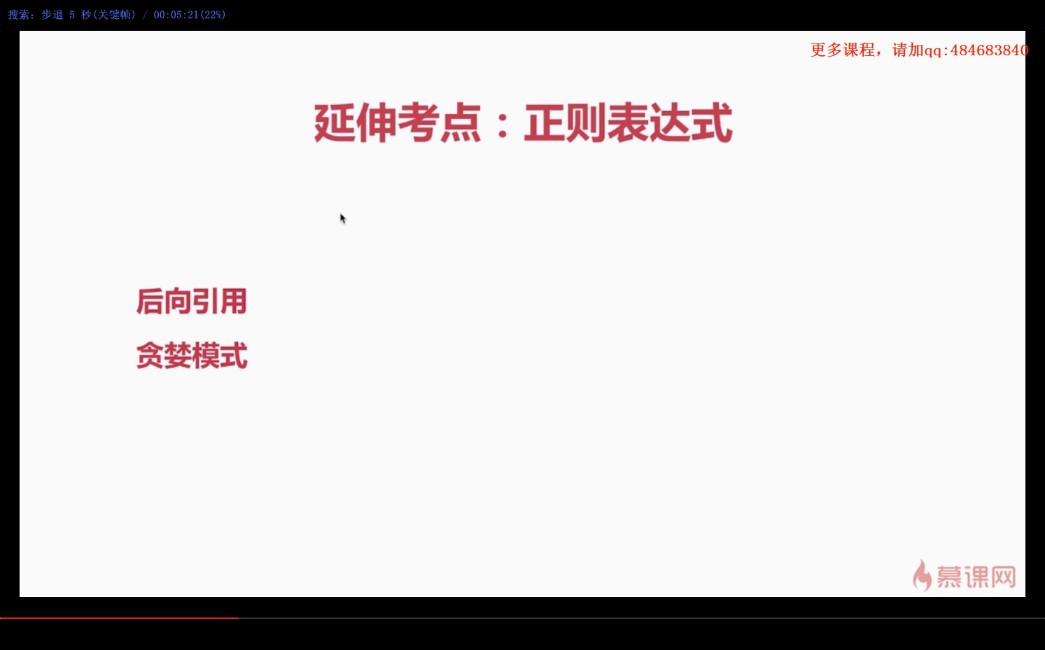 搜索: 步退 5 秒(关键帧) / 00:05:21(22%)
更多课程，请加qq:484683840
延伸考点：正则表达式
后向引用
贪婪模式
慕课网